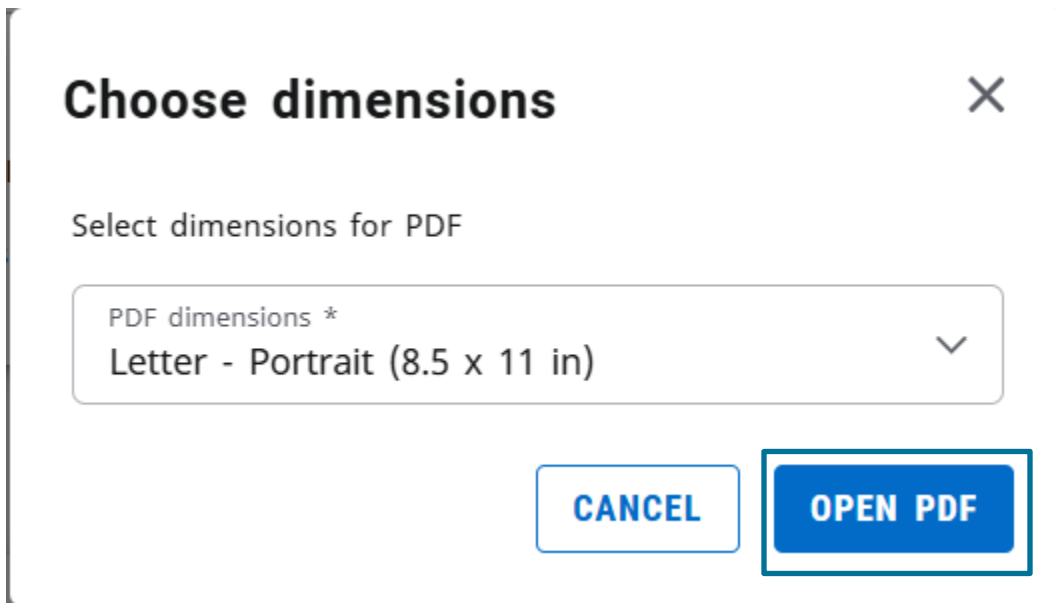 Choose dimensions
Select dimensions for PDF
PDF dimensions *
Letter - Portrait (8.5 x 11 in)
CANCEL
OPEN PDF